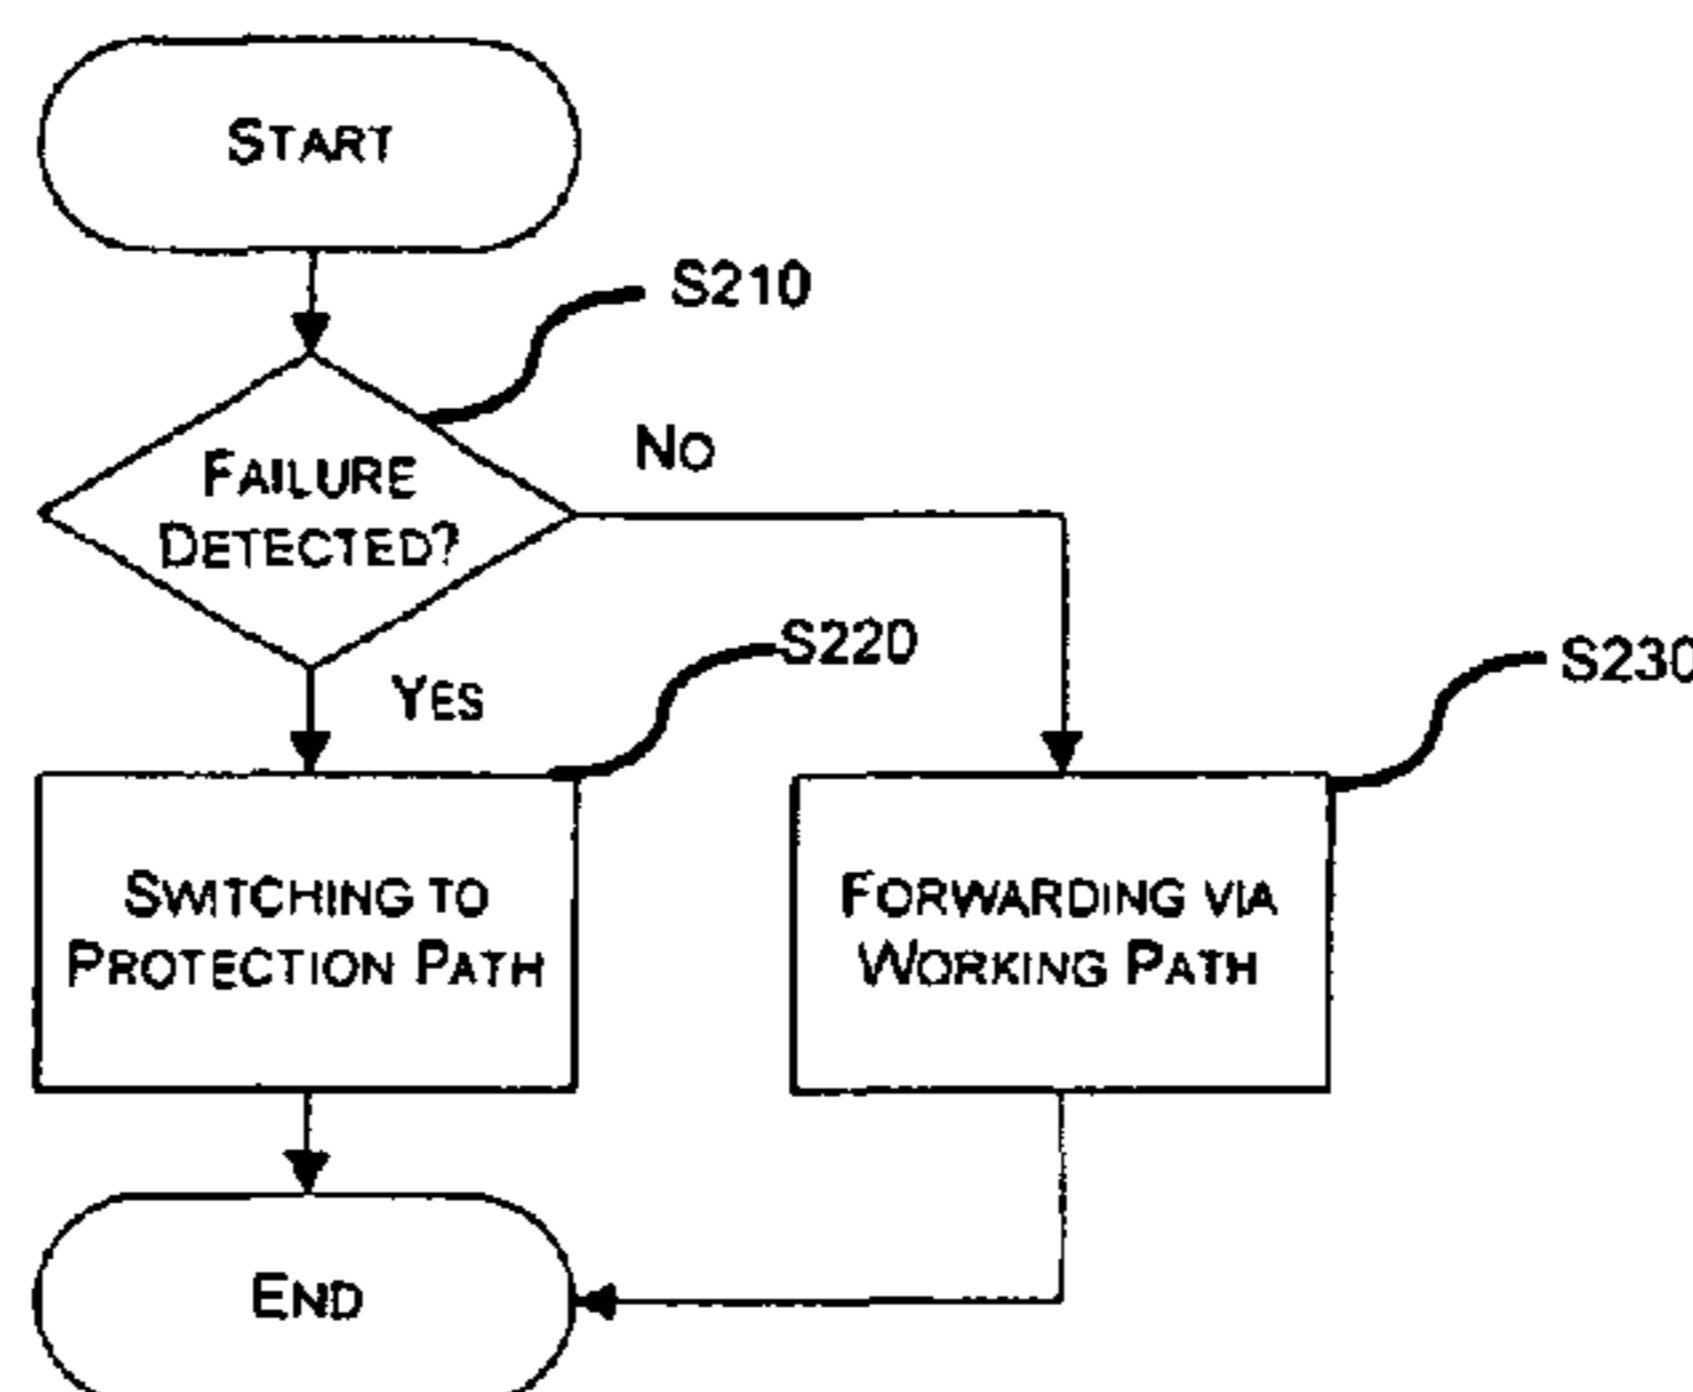 START
S210
FAILURE
DETECTED?
NO
YES
S220
S230
SWITCHING TO
PROTECTION PATH
FORWARDING VIA
WORKING PATH
END